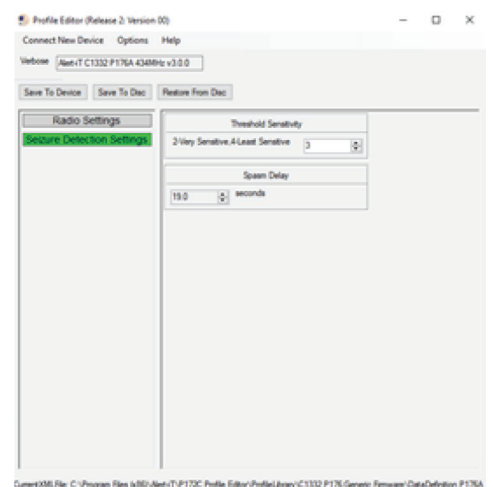 Profile Editor (Release 2: Version 00)
Connect New Device Options Help
Verbose Alert-iT C1332 P176A 434MHz v3.0.0
Save To Device Save To Disc Restore From Disc
Radio Settings
Seizure Detection Settings
Threshold Sensitivity
2-Very Sensitive,4-Least Sensitive 3
Spasm Delay
19.0 seconds
CurrentXMLFile: C:\Program Files (x86)\Alert-iT\P172C Profile Editor\ProfileLibrary\C1332 P176 Generic Firmware\DataDefinition P176A